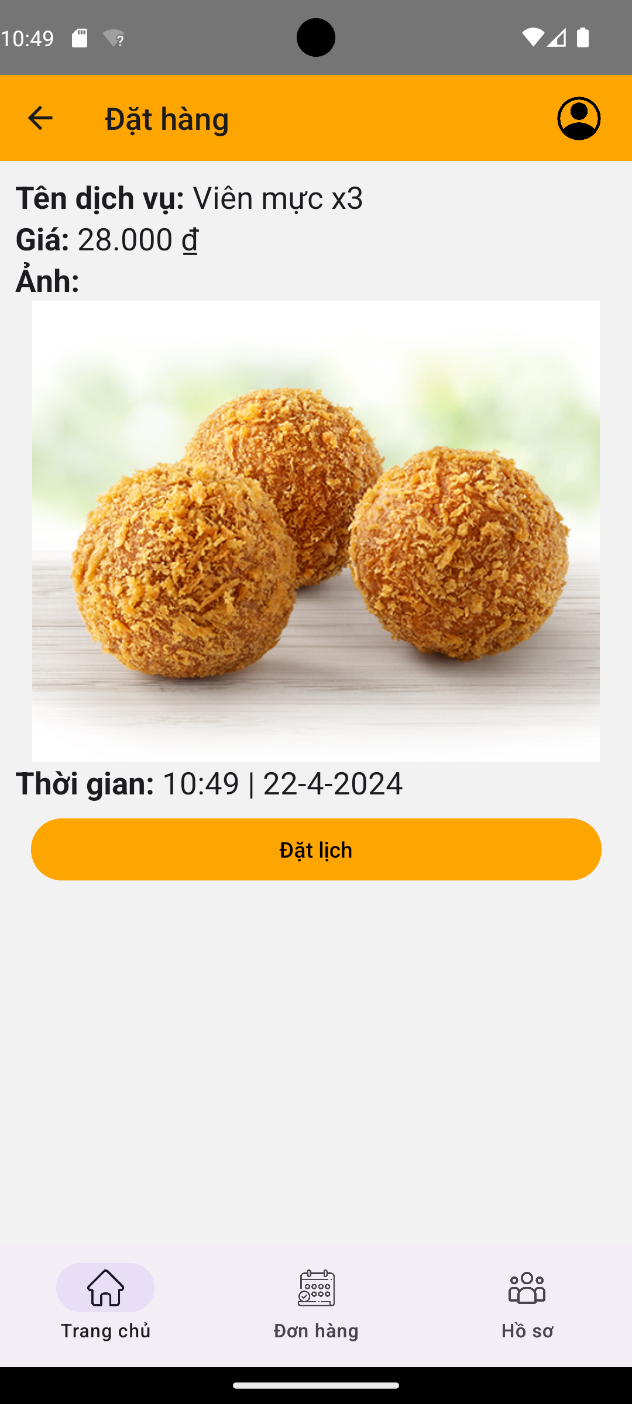 10:49
?
Đặt hàng
Tên dịch vụ: Viên mực x3
Giá: 28.000 ₫
Ảnh:
Thời gian: 10:49 | 22-4-2024
Đặt lịch
Trang chủ
Đơn hàng
Hồ sơ